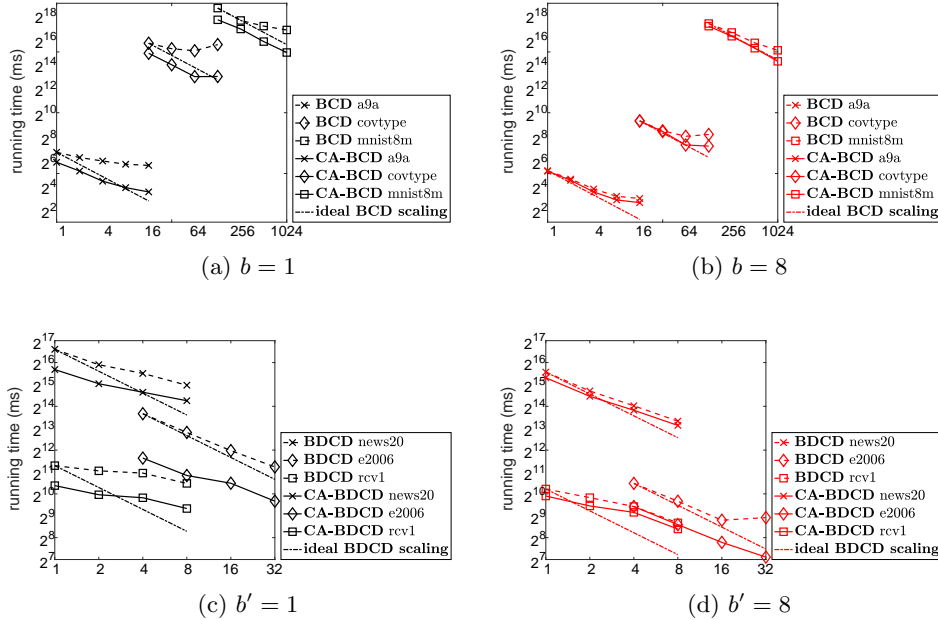 running time (ms)
2^20
2^18
2^16
2^14
2^12
2^10
2^8
2^6
2^4
2^2
1 4 16 64 256 1024
BCD a9a
BCD covtype
BCD mnist8m
CA-BCD a9a
CA-BCD covtype
CA-BCD mnist8m
ideal BCD scaling
(a) b = 1
running time (ms)
2^20
2^18
2^16
2^14
2^12
2^10
2^8
2^6
2^4
2^2
1 4 16 64 256 1024
BCD a9a
BCD covtype
BCD mnist8m
CA-BCD a9a
CA-BCD covtype
CA-BCD mnist8m
ideal BCD scaling
(b) b = 8
running time (ms)
2^17
2^16
2^15
2^14
2^13
2^12
2^11
2^10
2^9
2^8
2^7
1 2 4 8 16 32
BDCD news20
BDCD e2006
BDCD rcv1
CA-BDCD news20
CA-BDCD e2006
CA-BDCD rcv1
ideal BDCD scaling
(c) b′ = 1
running time (ms)
2^17
2^16
2^15
2^14
2^13
2^12
2^11
2^10
2^9
2^8
2^7
1 2 4 8 16 32
BDCD news20
BDCD e2006
BDCD rcv1
CA-BDCD news20
CA-BDCD e2006
CA-BDCD rcv1
ideal BDCD scaling
(d) b′ = 8